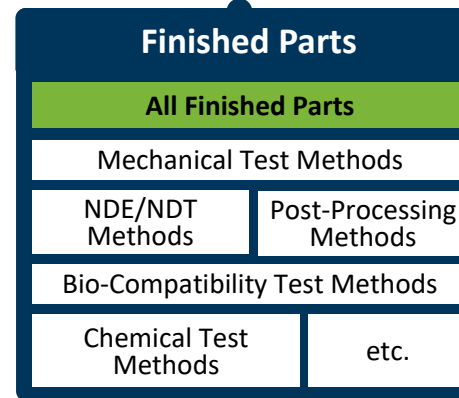 Finished Parts
All Finished Parts
Mechanical Test Methods
NDE/NDT
Methods
Post-Processing
Methods
Bio-Compatibility Test Methods
Chemical Test
Methods
etc.